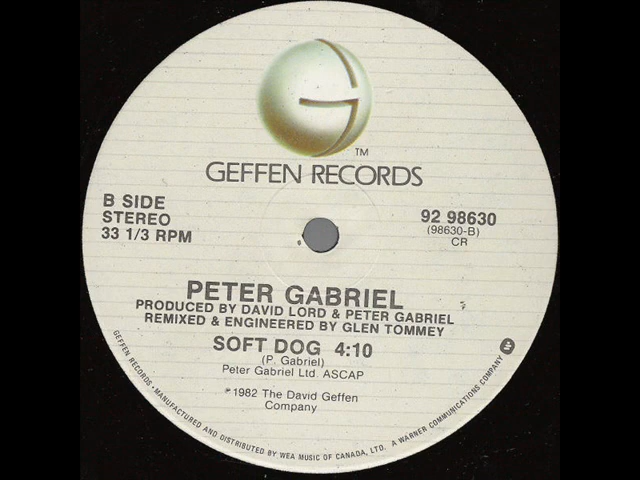 G
TM
GEFFEN RECORDS
B SIDE
STEREO
33 1/3 RPM
92 98630
(98630-B)
CR
6
PETER GABRIEL
PRODUCED BY DAVID LORD & PETER GABRIEL
REMIXED & ENGINEERED BY GLEN TOMMEY
SOFT DOG 4:10
(P. Gabriel)
Peter Gabriel Ltd. ASCAP
℗1982 The David Geffen
Company
GEFFEN RECORDS • MANUFACTURED AND DISTRIBUTED BY WEA MUSIC OF CANADA, LTD. A WARNER COMMUNICATIONS COMPANY